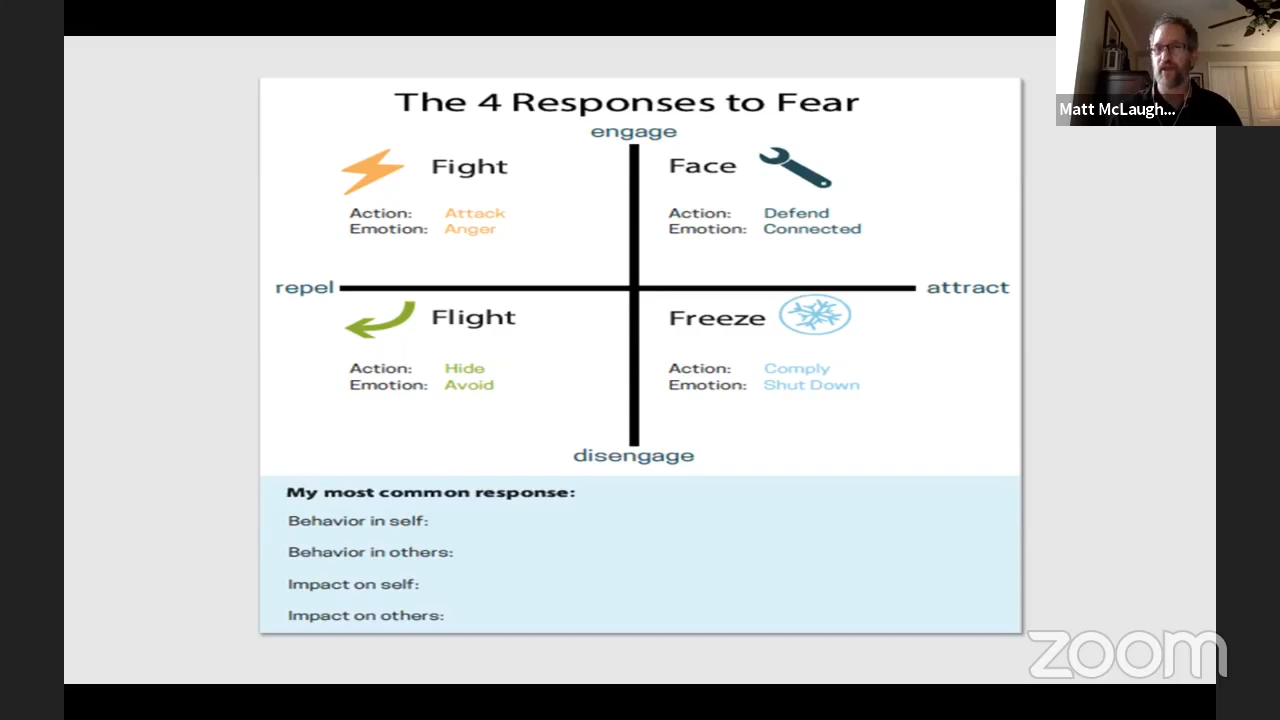 The 4 Responses to Fear
engage
Fight
Action: Attack
Emotion: Anger
Face
Action: Defend
Emotion: Connected
repel
attract
Flight
Action: Hide
Emotion: Avoid
Freeze
Action: Comply
Emotion: Shut Down
disengage
My most common response:
Behavior in self:
Behavior in others:
Impact on self:
Impact on others:
Matt McLaugh...
zoom